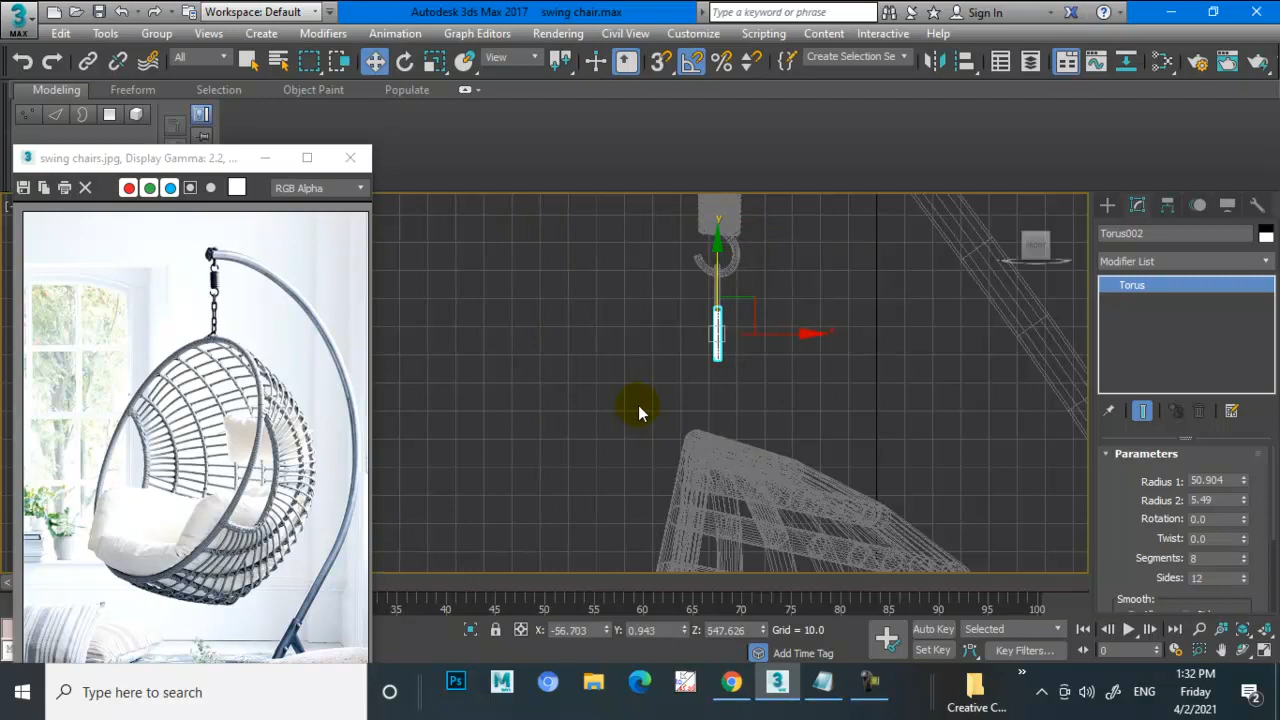 3
MAX
Workspace: Default
Autodesk 3ds Max 2017 swing chair.max
Type a keyword or phrase
Sign In
Edit Tools Group Views Create Modifiers Animation Graph Editors Rendering Civil View Customize Scripting Content Interactive Help
All
View
Create Selection Se
Modeling Freeform Selection Object Paint Populate
swing chairs.jpg, Display Gamma: 2.2, ...
RGB Alpha
y
x
FRONT
Torus002
Modifier List
Torus
Parameters
Radius 1: 50.904
Radius 2: 5.49
Rotation: 0.0
Twist: 0.0
Segments: 8
Sides: 12
Smooth:
35 40 45 50 55 60 65 70 75 80 85 90 95 100
X: -56.703 Y: 0.943 Z: 547.626 Grid = 10.0
Auto Key Selected
Add Time Tag
Set Key Key Filters... 0
Type here to search
Ps
Creative C...
ENG
1:32 PM
Friday
4/2/2021
2